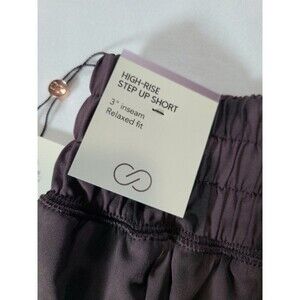 HIGH-RISE
STEP UP SHORT
3" inseam
Relaxed fit